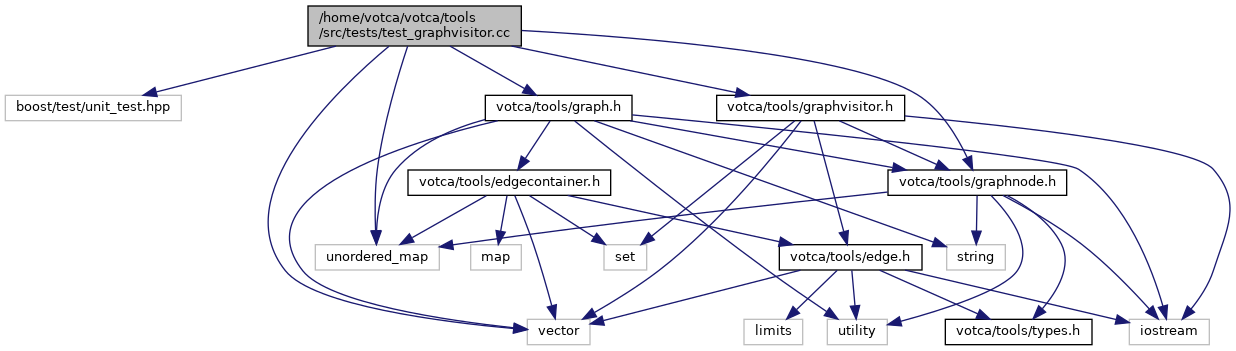 /home/votca/votca/tools
/src/tests/test_graphvisitor.cc
boost/test/unit_test.hpp
votca/tools/graph.h
votca/tools/graphvisitor.h
votca/tools/edgecontainer.h
votca/tools/graphnode.h
unordered_map
map
set
votca/tools/edge.h
string
vector
limits
utility
votca/tools/types.h
iostream